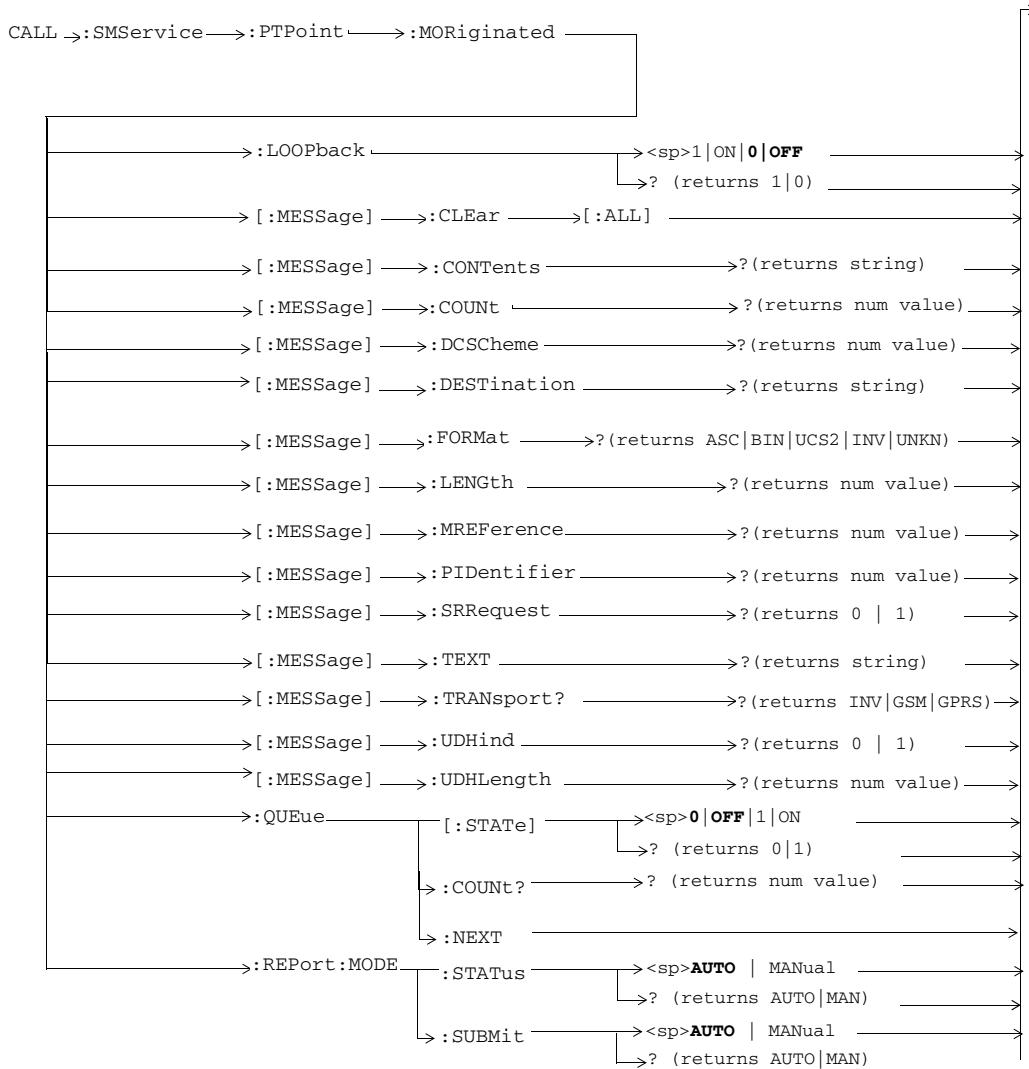 CALL :SMService :PTPoint :MORiginated
:LOOPback <sp>1|ON|0|OFF
? (returns 1|0)
[:MESSage] :CLEar [:ALL]
[:MESSage] :CONTents ?(returns string)
[:MESSage] :COUNt ?(returns num value)
[:MESSage] :DCSCheme ?(returns num value)
[:MESSage] :DESTination ?(returns string)
[:MESSage] :FORMat ?(returns ASC|BIN|UCS2|INV|UNKN)
[:MESSage] :LENGth ?(returns num value)
[:MESSage] :MREFerence ?(returns num value)
[:MESSage] :PIDentifier ?(returns num value)
[:MESSage] :SRRequest ?(returns 0 | 1)
[:MESSage] :TEXT ?(returns string)
[:MESSage] :TRANsport? ?(returns INV|GSM|GPRS)
[:MESSage] :UDHind ?(returns 0 | 1)
[:MESSage] :UDHLength ?(returns num value)
:QUEue [:STATe] <sp>0|OFF|1|ON
? (returns 0|1)
:COUNt? ? (returns num value)
:NEXT
:REPort:MODE :STATus <sp>AUTO | MANual
? (returns AUTO|MAN)
:SUBMit <sp>AUTO | MANual
? (returns AUTO|MAN)